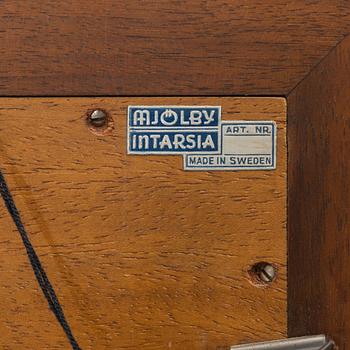 MJÖLBY
INTARSIA
ART. NR.
MADE IN SWEDEN